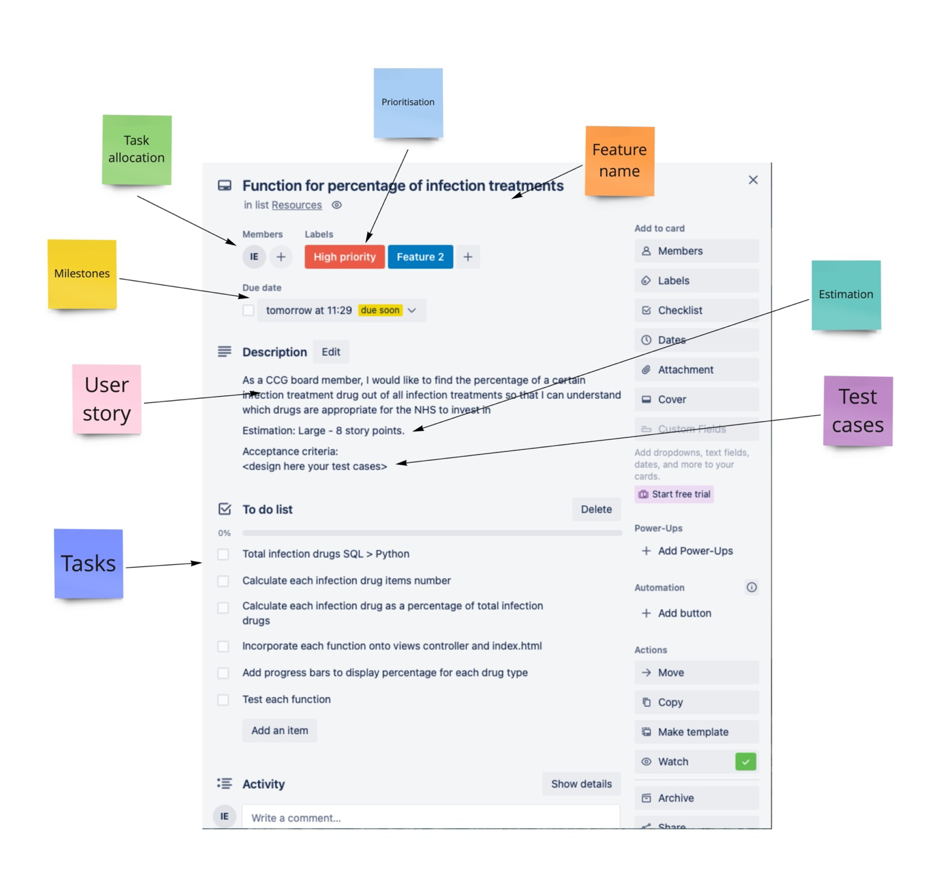 Prioritisation
Task
allocation
Feature
name
Milestones
User
story
Tasks
Estimation
Test
cases
Function for percentage of infection treatments
in list Resources
Members
Labels
IE
+
High priority
Feature 2
+
Due date
tomorrow at 11:29 due soon
Description
Edit
As a CCG board member, I would like to find the percentage of a certain
infection treatment drug out of all infection treatments so that I can understand
which drugs are appropriate for the NHS to invest in
Estimation: Large - 8 story points.
Acceptance criteria:
<design here your test cases>
To do list
Delete
0%
Total infection drugs SQL > Python
Calculate each infection drug items number
Calculate each infection drug as a percentage of total infection
drugs
Incorporate each function onto views controller and index.html
Add progress bars to display percentage for each drug type
Test each function
Add an item
Activity
Show details
IE
Write a comment...
Add to card
Members
Labels
Checklist
Dates
Attachment
Cover
Custom Fields
Add dropdowns, text fields,
dates, and more to your
cards.
Start free trial
Power-Ups
+ Add Power-Ups
Automation
+ Add button
Actions
Move
Copy
Make template
Watch
Archive
Share